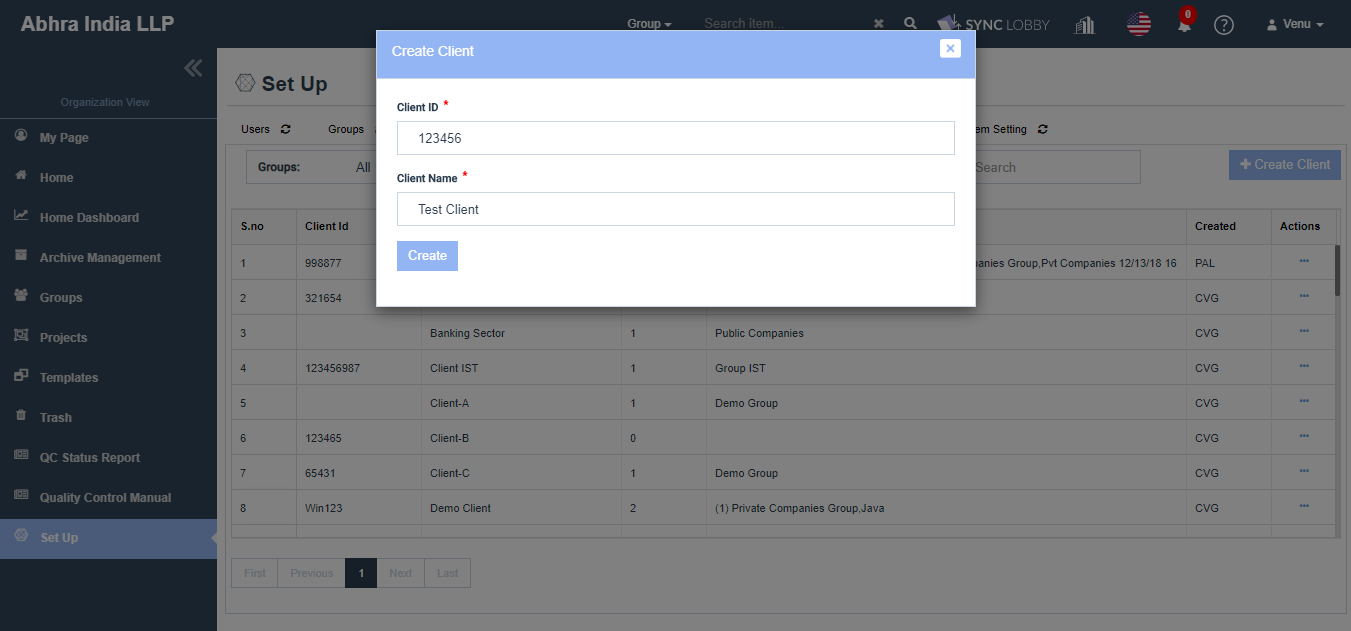 Abhra India LLP
Group
Search item...
SYNC LOBBY
0
?
Venu
Organization View
My Page
Home
Home Dashboard
Archive Management
Groups
Projects
Templates
Trash
QC Status Report
Quality Control Manual
Set Up
Set Up
Users
Groups
em Setting
Groups:
All
Search
Create Client
Create Client
Client ID *
123456
Client Name *
Test Client
Create
S.no Client Id Created Actions
1 998877 anies Group,Pvt Companies 12/13/18 16 PAL
2 321654 CVG
3 Banking Sector 1 Public Companies CVG
4 123456987 Client IST 1 Group IST CVG
5 Client-A 1 Demo Group CVG
6 123465 Client-B 0 CVG
7 65431 Client-C 1 Demo Group CVG
8 Win123 Demo Client 2 (1) Private Companies Group,Java CVG
First Previous 1 Next Last